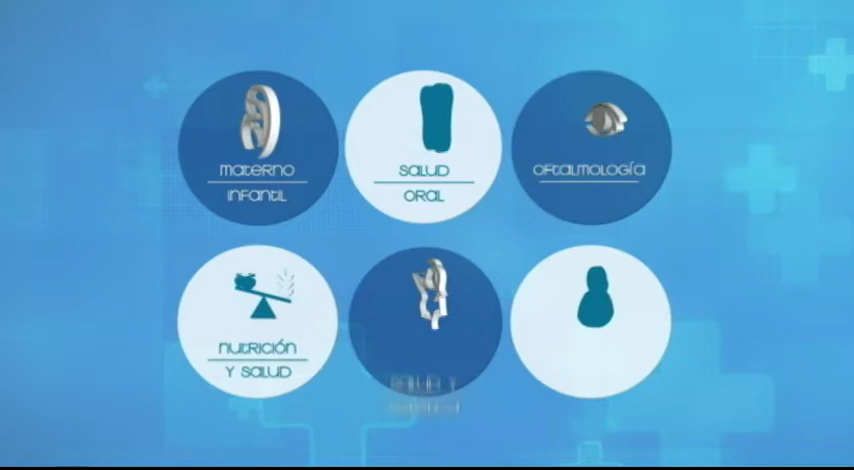 materno
infantil
salud
oral
oftalmología
nutrición
y salud